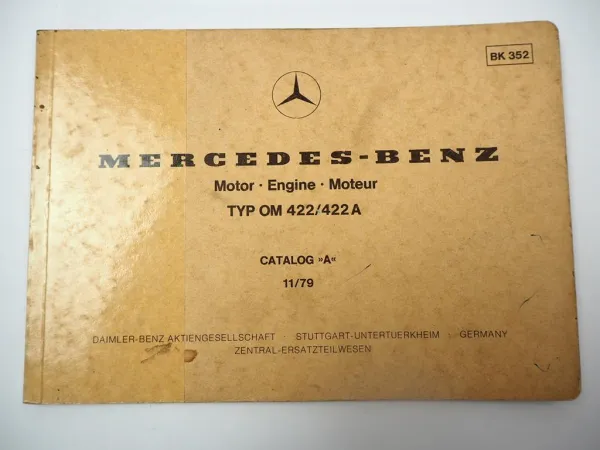 BK 352
MERCEDES-BENZ
Motor · Engine · Moteur
TYP OM 422/422 A
CATALOG »A«
11/79
DAIMLER-BENZ AKTIENGESELLSCHAFT · STUTTGART-UNTERTUERKHEIM · GERMANY
ZENTRAL-ERSATZTEILWESEN